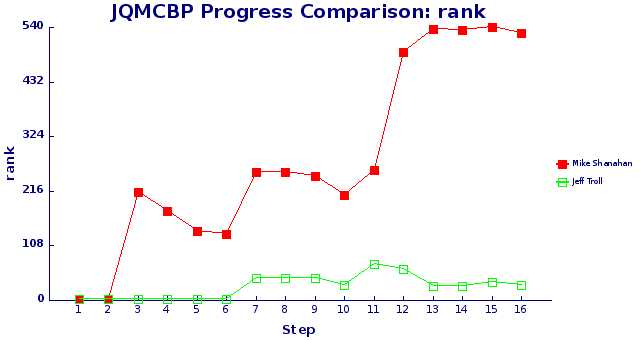 JQMCBP Progress Comparison: rank
540
432
324
216
108
0
rank
1 2 3 4 5 6 7 8 9 10 11 12 13 14 15 16
Step
Mike Shanahan
Jeff Troll